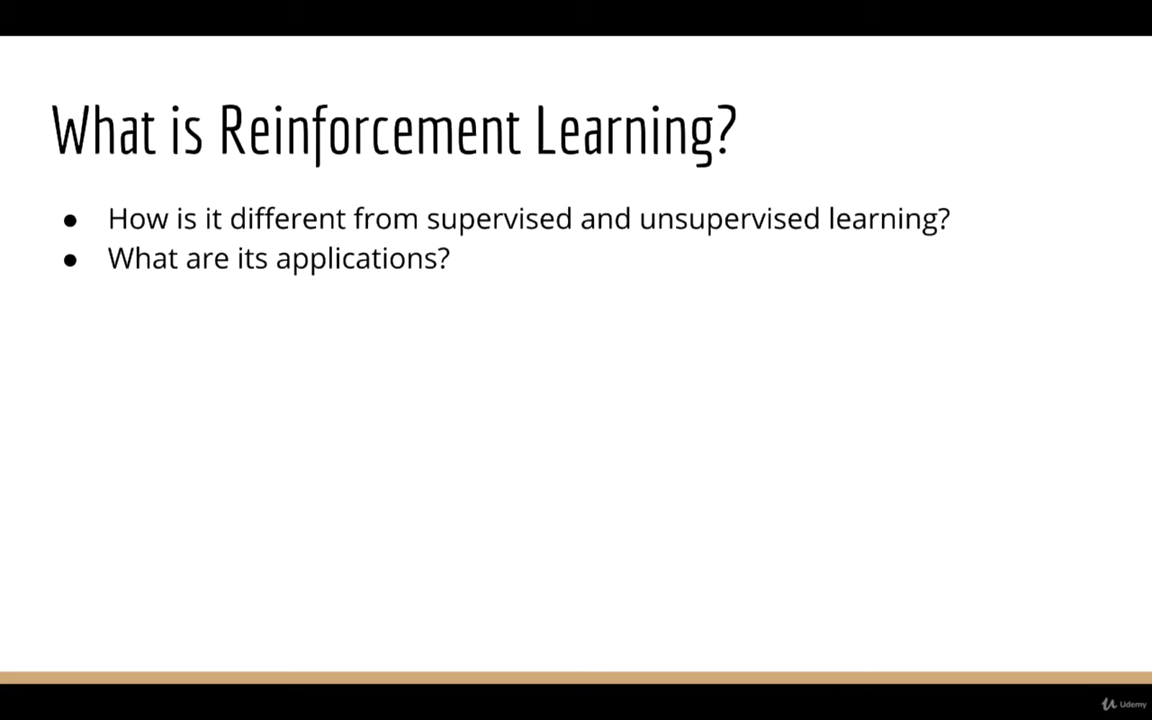 What is Reinforcement Learning?
● How is it different from supervised and unsupervised learning?
● What are its applications?
Udemy